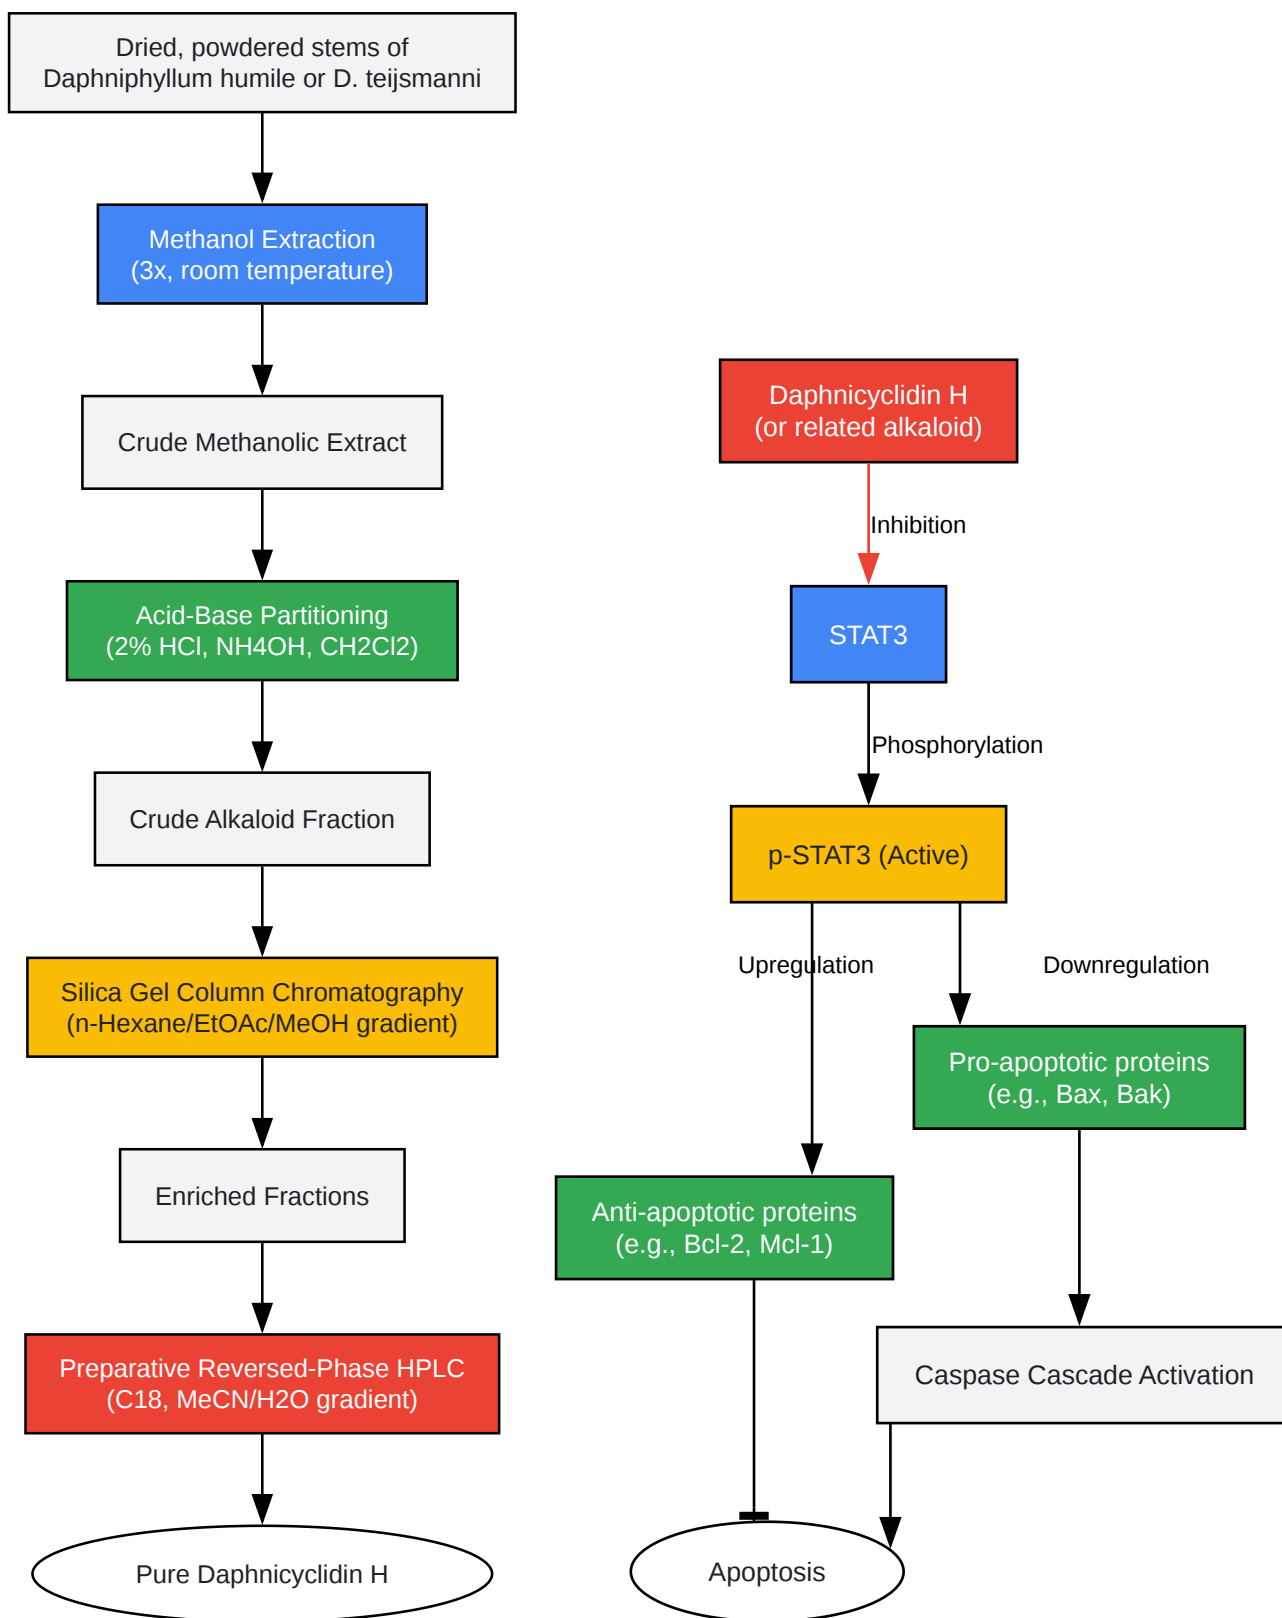 Dried, powdered stems of
Daphniphyllum humile or D. teijsmanni
Methanol Extraction
(3x, room temperature)
Crude Methanolic Extract
Acid-Base Partitioning
(2% HCl, NH4OH, CH2Cl2)
Crude Alkaloid Fraction
Silica Gel Column Chromatography
(n-Hexane/EtOAc/MeOH gradient)
Enriched Fractions
Preparative Reversed-Phase HPLC
(C18, MeCN/H2O gradient)
Pure Daphnicyclidin H
Daphnicyclidin H
(or related alkaloid)
Inhibition
STAT3
Phosphorylation
p-STAT3 (Active)
Upregulation
Downregulation
Pro-apoptotic proteins
(e.g., Bax, Bak)
Anti-apoptotic proteins
(e.g., Bcl-2, Mcl-1)
Caspase Cascade Activation
Apoptosis